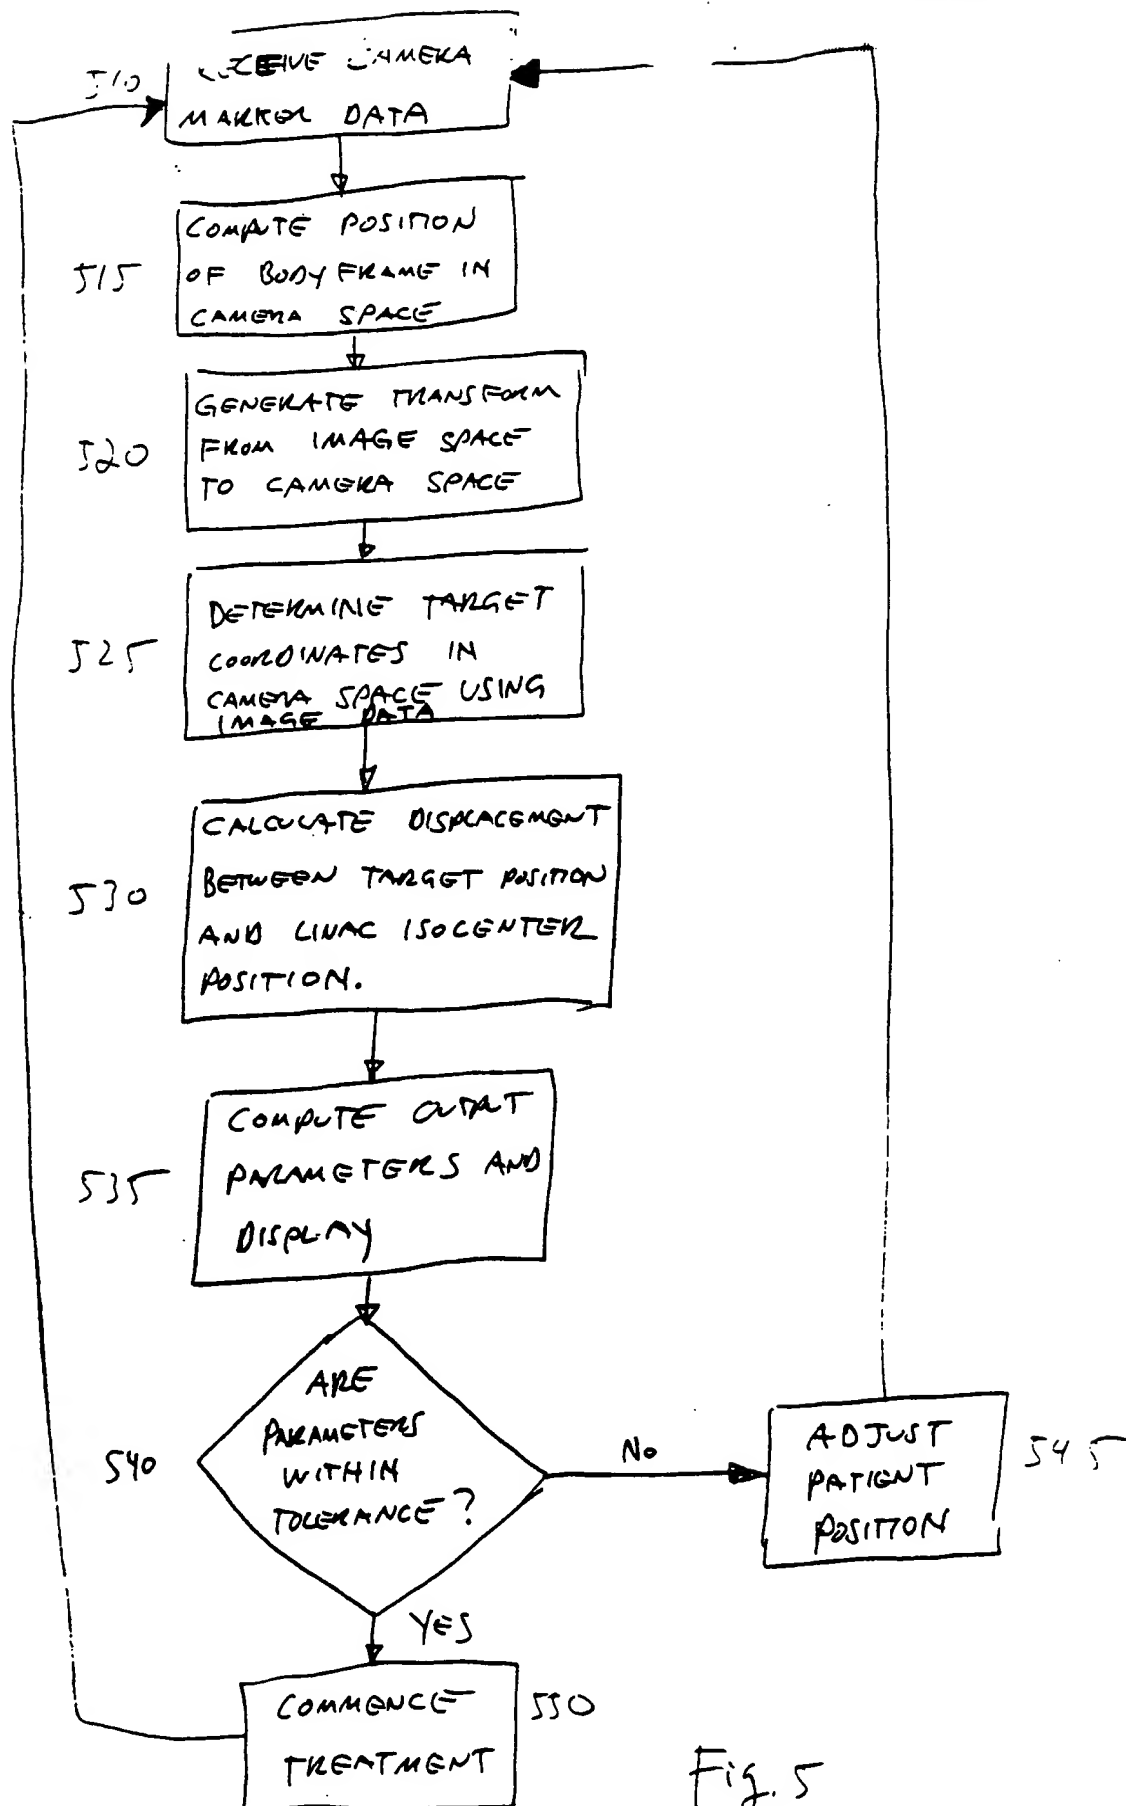 510
RECEIVE CAMERA
MARKER DATA
515
COMPUTE POSITION
OF BODY FRAME IN
CAMERA SPACE
520
GENERATE TRANSFORM
FROM IMAGE SPACE
TO CAMERA SPACE
525
DETERMINE TARGET
COORDINATES IN
CAMERA SPACE USING
IMAGE DATA
530
CALCULATE DISPLACEMENT
BETWEEN TARGET POSITION
AND LINAC ISOCENTER
POSITION.
535
COMPUTE OUTPUT
PARAMETERS AND
DISPLAY
540
ARE
PARAMETERS
WITHIN
TOLERANCE?
No
ADJUST
PATIENT
POSITION
545
YES
COMMENCE
TREATMENT
550
Fig. 5